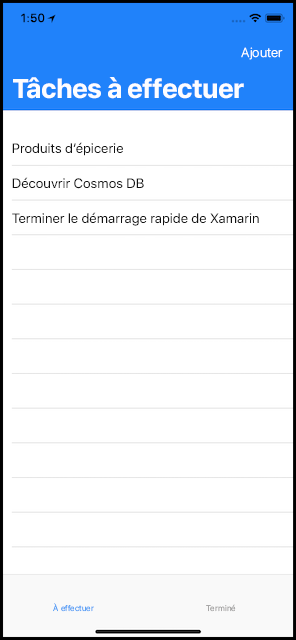 1:50
Ajouter
Tâches à effectuer
Produits d’épicerie
Découvrir Cosmos DB
Terminer le démarrage rapide de Xamarin
À effectuer
Terminé